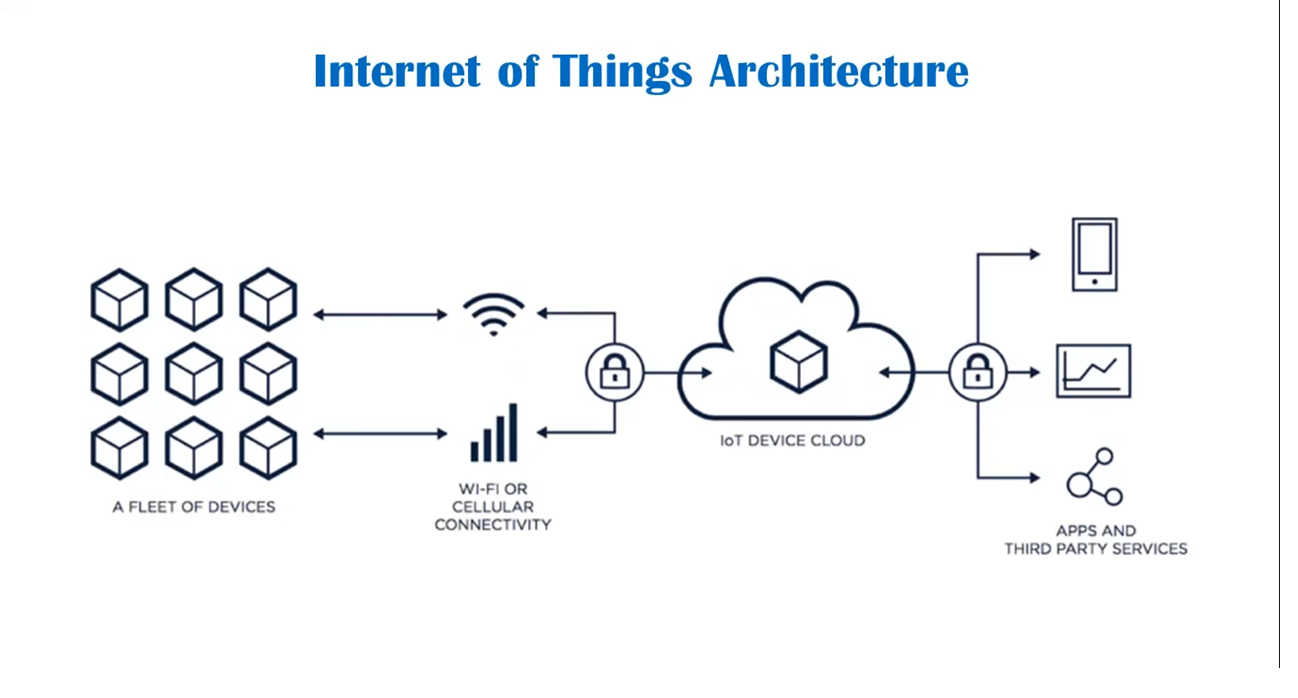 Internet of Things Architecture
A FLEET OF DEVICES
WI-FI OR
CELLULAR
CONNECTIVITY
IoT DEVICE CLOUD
APPS AND
THIRD PARTY SERVICES